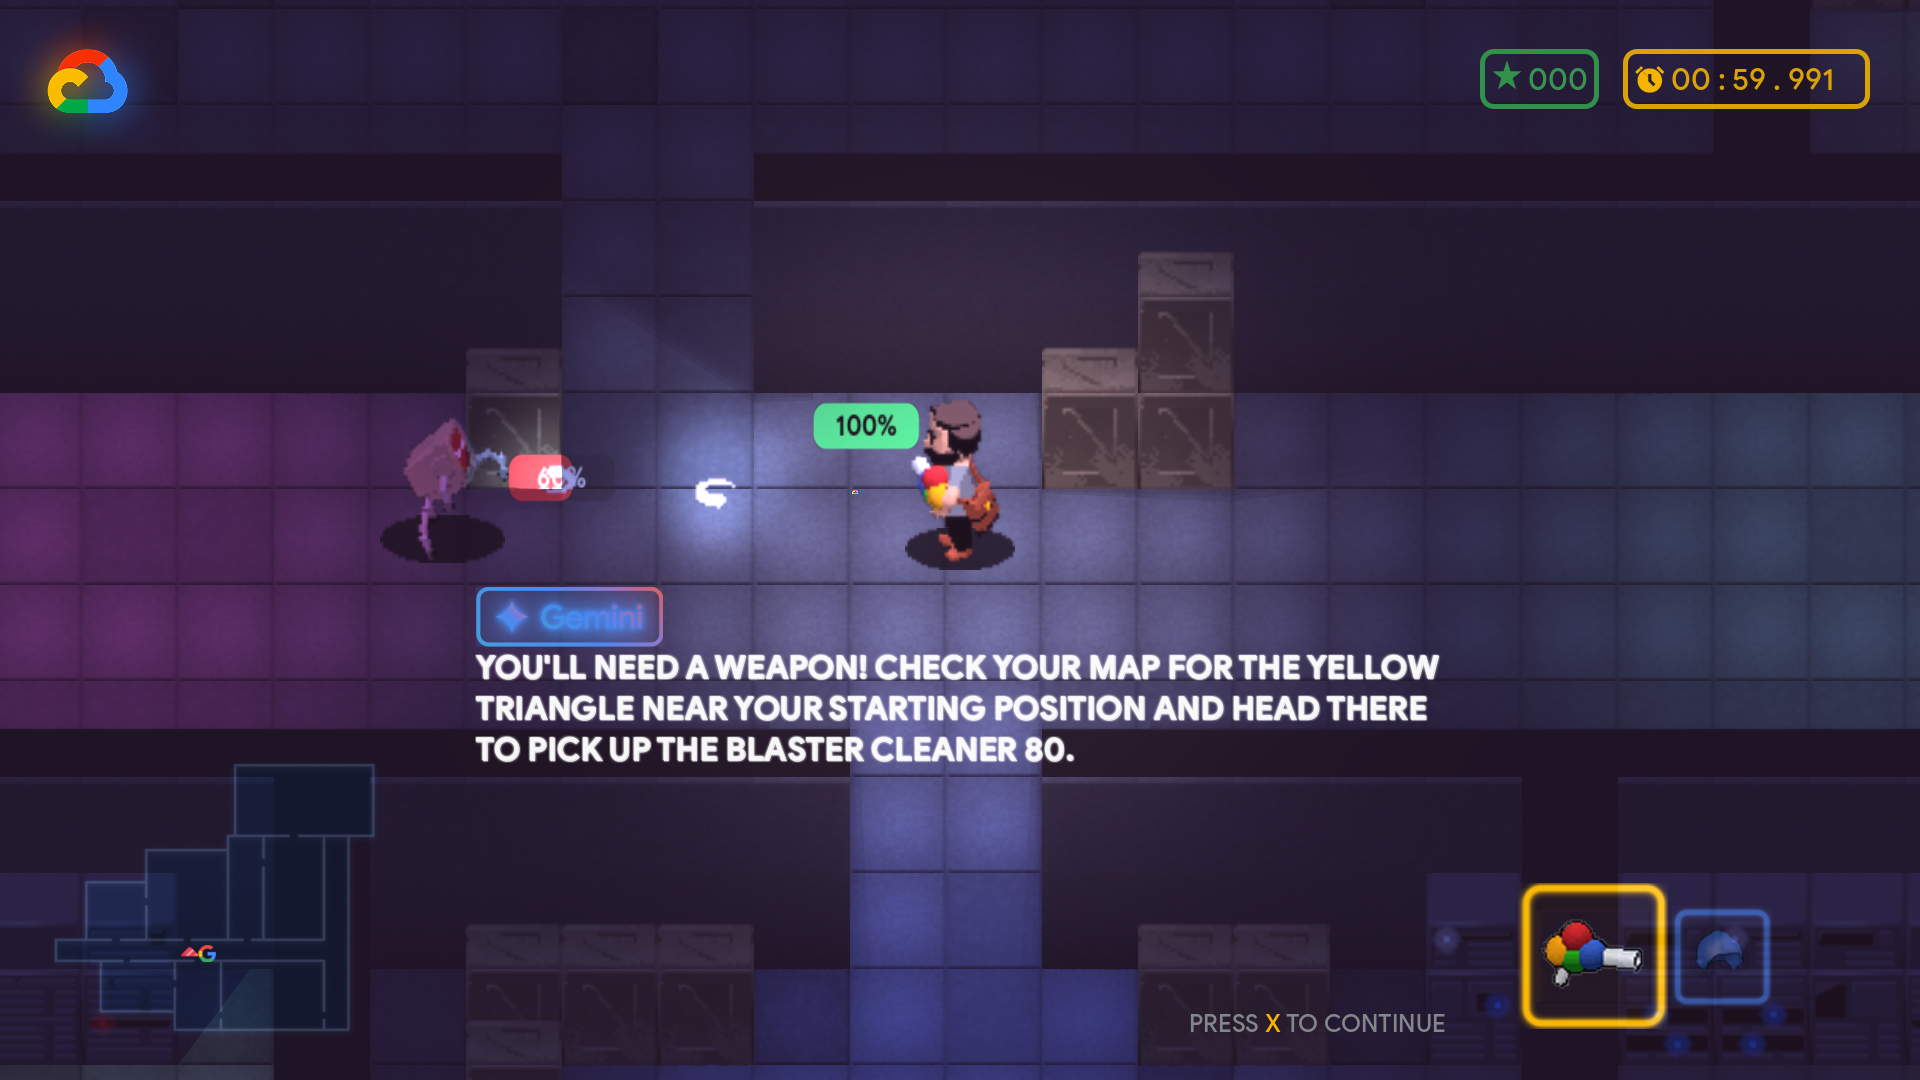 000
00:59.991
100%
60%
Gemini
YOU'LL NEED A WEAPON! CHECK YOUR MAP FOR THE YELLOW
TRIANGLE NEAR YOUR STARTING POSITION AND HEAD THERE
TO PICK UP THE BLASTER CLEANER 80.
G
PRESS X TO CONTINUE